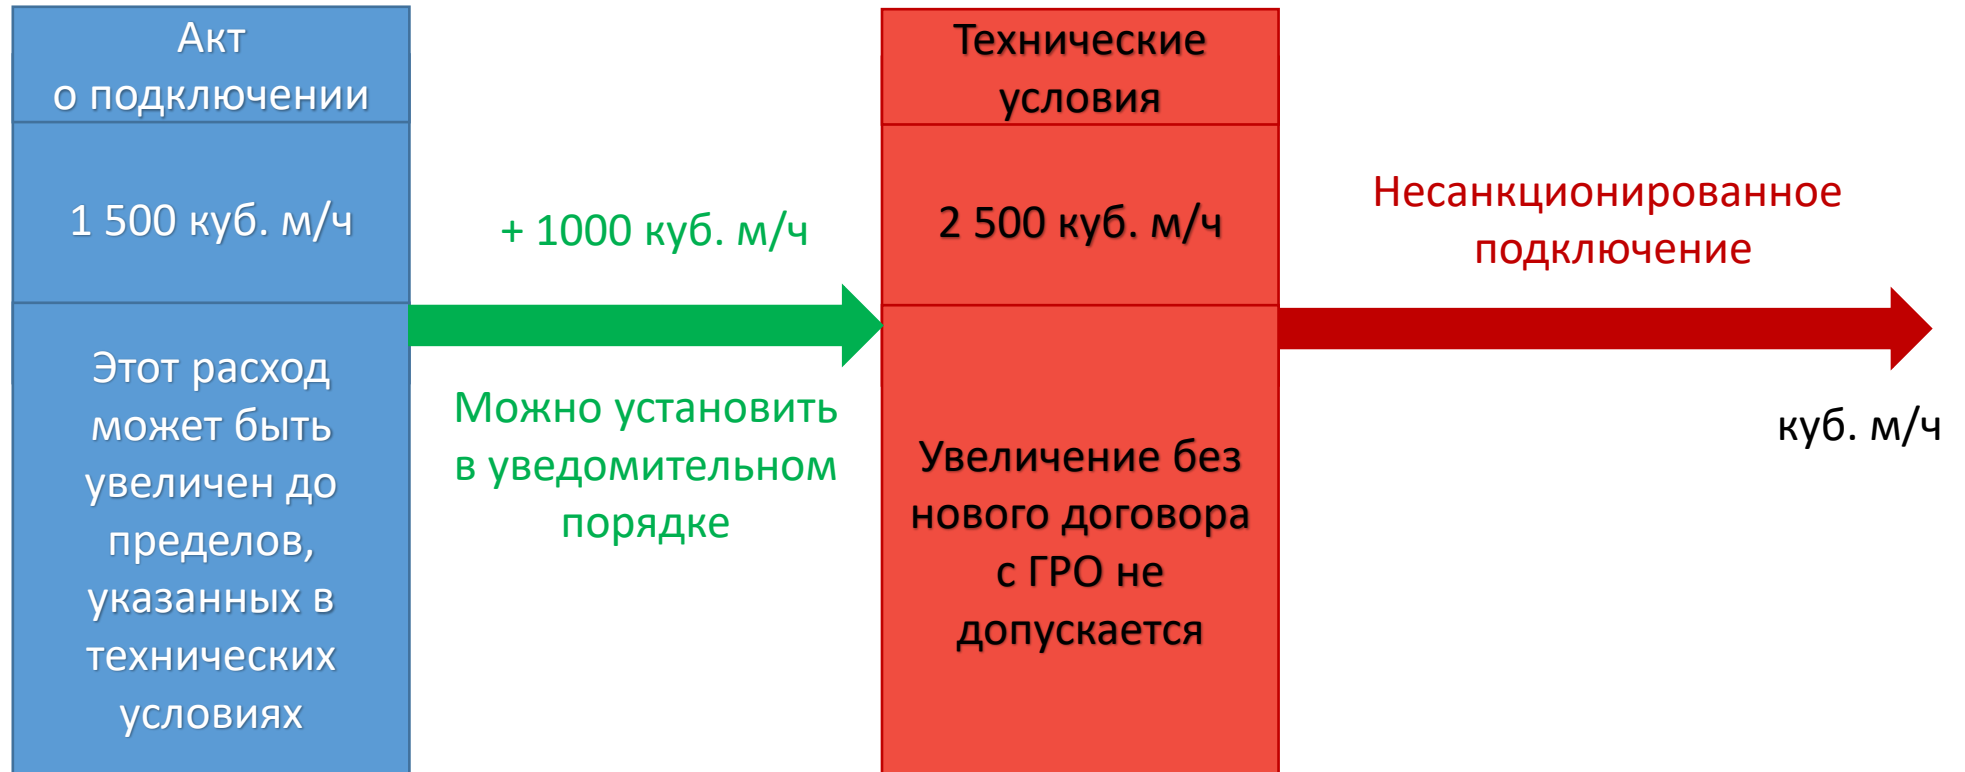 Акт
о подключении
1 500 куб. м/ч
Этот расход
может быть
увеличен до
пределов,
указанных в
технических
условиях
+ 1000 куб. м/ч
Можно установить
в уведомительном
порядке
Технические
условия
2 500 куб. м/ч
Увеличение без
нового договора
с ГРО не
допускается
Несанкционированное
подключение
куб. м/ч